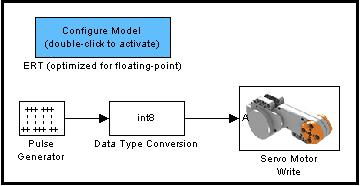 Configure Model
(double-click to activate)
ERT (optimized for floating-point)
int8
A
Pulse
Generator
Data Type Conversion
Servo Motor
Write